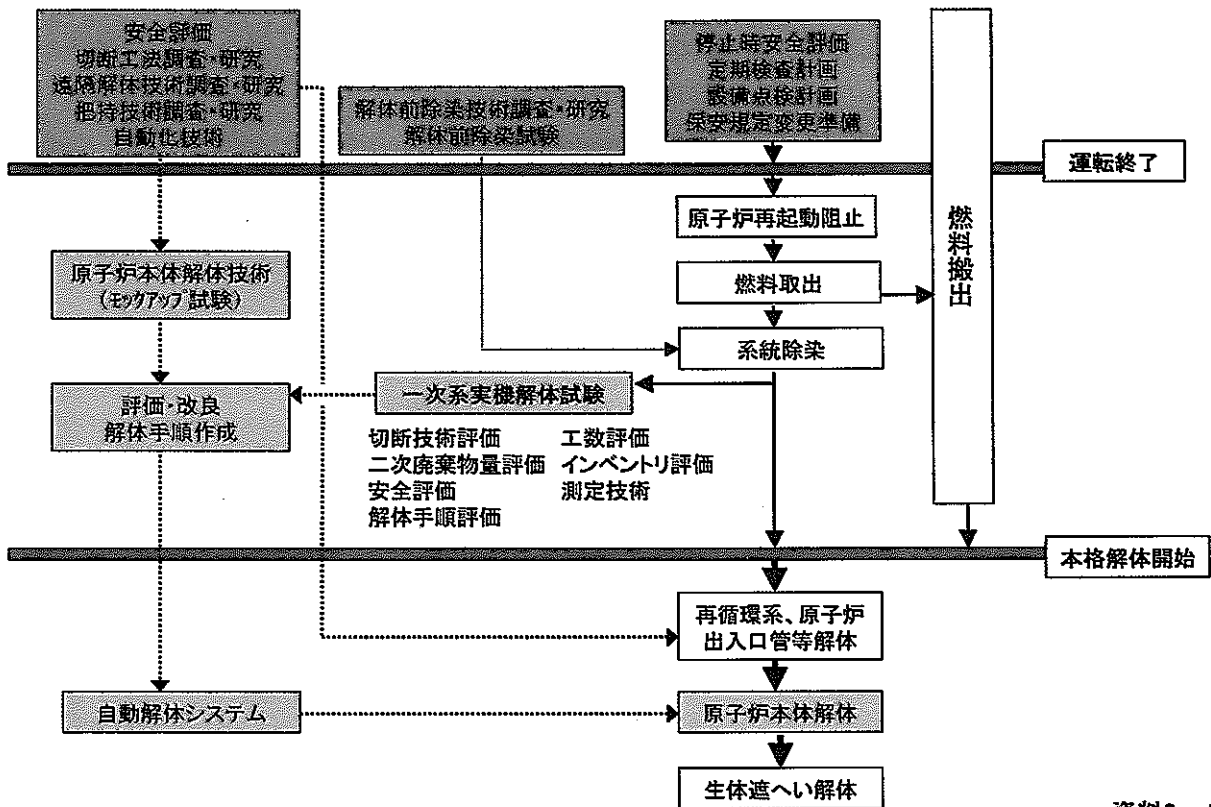 安全評価
切断工法調査・研究
遠隔解体技術調査・研究
把持技術調査・研究
自動化技術
解体前除染技術調査・研究
解体前除染試験
停止時安全評価
定期検査計画
設備点検計画
保安規定変更準備
運転終了
原子炉再起動阻止
燃料搬出
原子炉本体解体技術
(モックアップ試験)
燃料取出
系統除染
一次系実機解体試験
評価・改良
解体手順作成
切断技術評価 工数評価
二次廃棄物量評価 インベントリ評価
安全評価 測定技術
解体手順評価
本格解体開始
再循環系、原子炉
出入口管等解体
自動解体システム
原子炉本体解体
生体遮へい解体